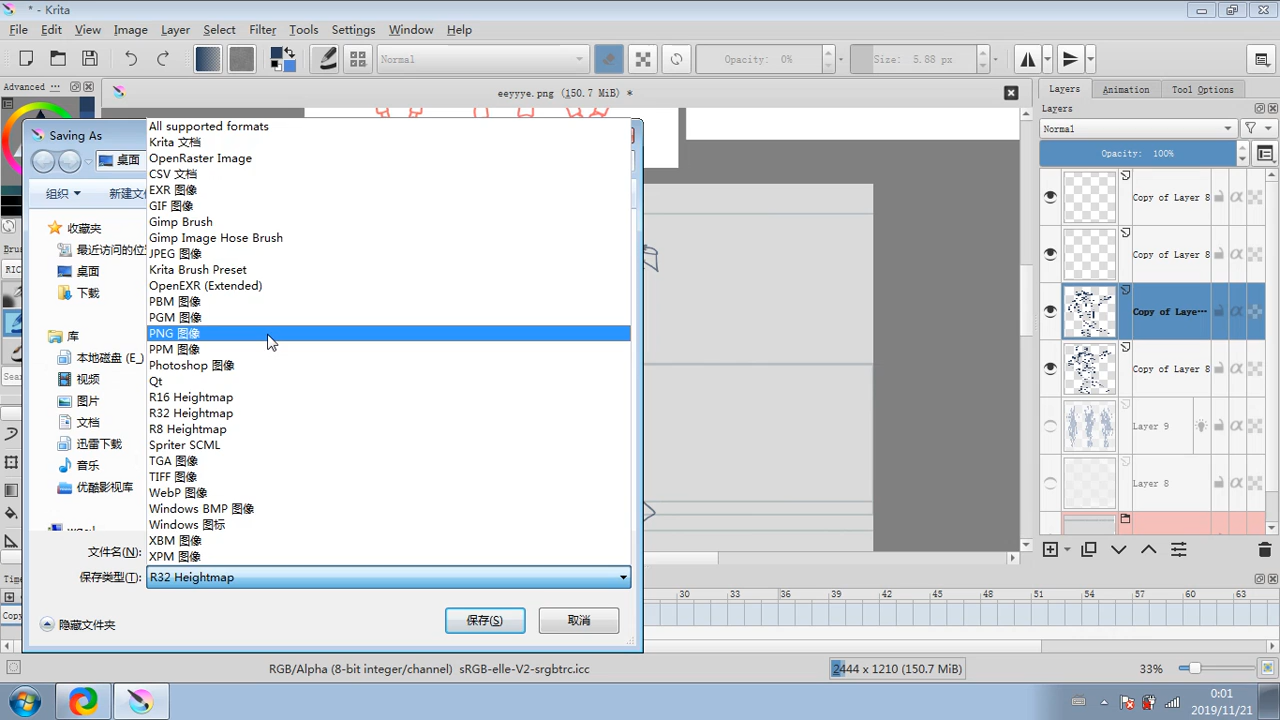 * - Krita
File Edit View Image Layer Select Filter Tools Settings Window Help
Normal
Opacity: 0%
Size: 5.88 px
Advanced ···
eeyyye.png (150.7 MiB) *
Layers Animation Tool Options
Layers
Normal
Opacity: 100%
Copy of Layer 8
Copy of Layer 8
Copy of Laye···
Copy of Layer 8
Layer 9
Layer 8
Saving As
桌面
组织
收藏夹
最近访问的位
桌面
下载
库
本地磁盘 (E_)
视频
图片
文档
迅雷下载
音乐
优酷影视库
All supported formats
Krita 文档
OpenRaster Image
CSV 文档
EXR 图像
GIF 图像
Gimp Brush
Gimp Image Hose Brush
JPEG 图像
Krita Brush Preset
OpenEXR (Extended)
PBM 图像
PGM 图像
PNG 图像
PPM 图像
Photoshop 图像
Qt
R16 Heightmap
R32 Heightmap
R8 Heightmap
Spriter SCML
TGA 图像
TIFF 图像
WebP 图像
Windows BMP 图像
Windows 图标
XBM 图像
XPM 图像
文件名(N):
保存类型(T): R32 Heightmap
隐藏文件夹
保存(S) 取消
30 33 36 39 42 45 48 51 54 57 60 63
RGB/Alpha (8-bit integer/channel) sRGB-elle-V2-srgbtrc.icc
2444 x 1210 (150.7 MiB)
33%
0:01
2019/11/21